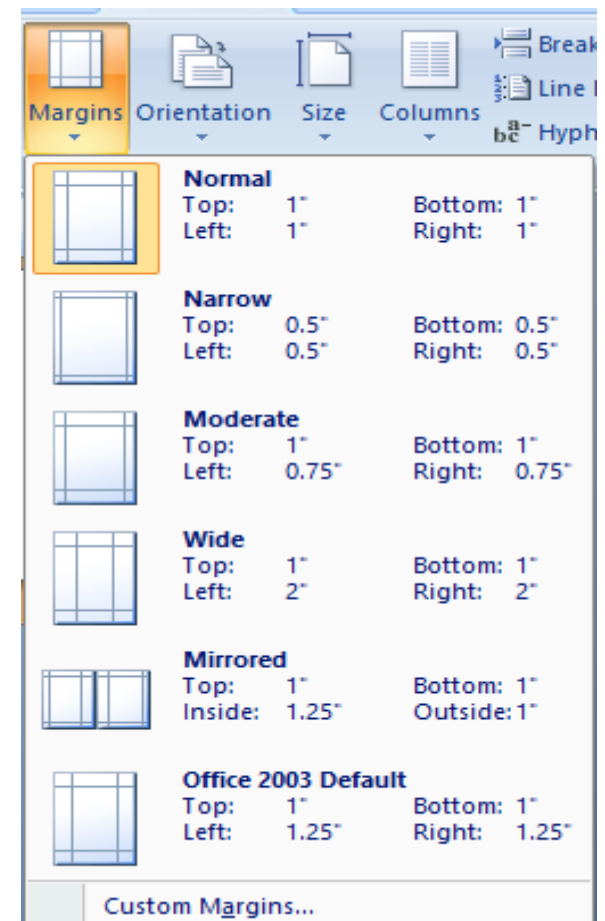 Margins Orientation Size Columns
Break
Line
Hyph
Normal
Top: 1" Bottom: 1"
Left: 1" Right: 1"
Narrow
Top: 0.5" Bottom: 0.5"
Left: 0.5" Right: 0.5"
Moderate
Top: 1" Bottom: 1"
Left: 0.75" Right: 0.75"
Wide
Top: 1" Bottom: 1"
Left: 2" Right: 2"
Mirrored
Top: 1" Bottom: 1"
Inside: 1.25" Outside: 1"
Office 2003 Default
Top: 1" Bottom: 1"
Left: 1.25" Right: 1.25"
Custom Margins...